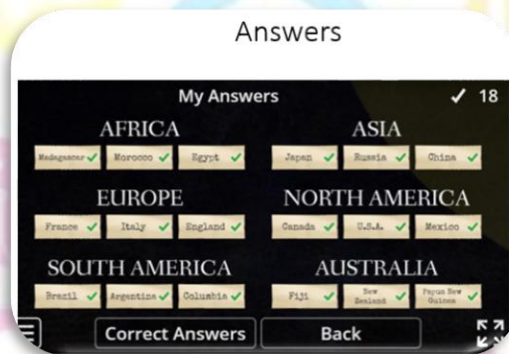 Answers
My Answers
✓ 18
AFRICA
ASIA
Madagascar ✓ Morocco ✓ Egypt ✓
Japan ✓ Russia ✓ China ✓
EUROPE
NORTH AMERICA
France ✓ Italy ✓ England ✓
Canada ✓ U.S.A. ✓ Mexico ✓
SOUTH AMERICA
AUSTRALIA
Brazil ✓ Argentina ✓ Columbia ✓
Fiji ✓ New Zealand ✓ Papua New Guinea ✓
Correct Answers
Back